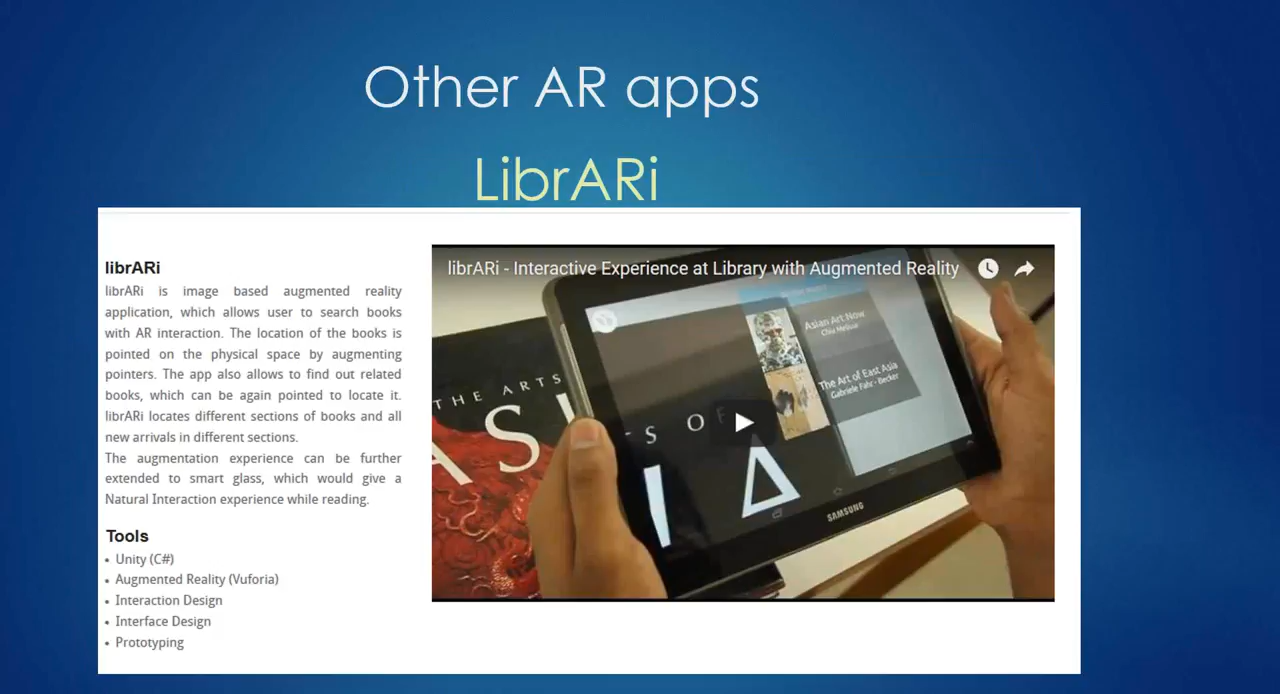 Other AR apps
LibrARi
librARi
librARi is image based augmented reality
application, which allows user to search books
with AR interaction. The location of the books is
pointed on the physical space by augmenting
pointers. The app also allows to find out related
books, which can be again pointed to locate it.
librARi locates different sections of books and all
new arrivals in different sections.
The augmentation experience can be further
extended to smart glass, which would give a
Natural Interaction experience while reading.
Tools
• Unity (C#)
• Augmented Reality (Vuforia)
• Interaction Design
• Interface Design
• Prototyping
librARi - Interactive Experience at Library with Augmented Reality
Asian Art Now
Chiu Melissa
The Art of East Asia
Gabriele Fahr - Becker
THE ARTS
ASI
S OF
I A
SAMSUNG